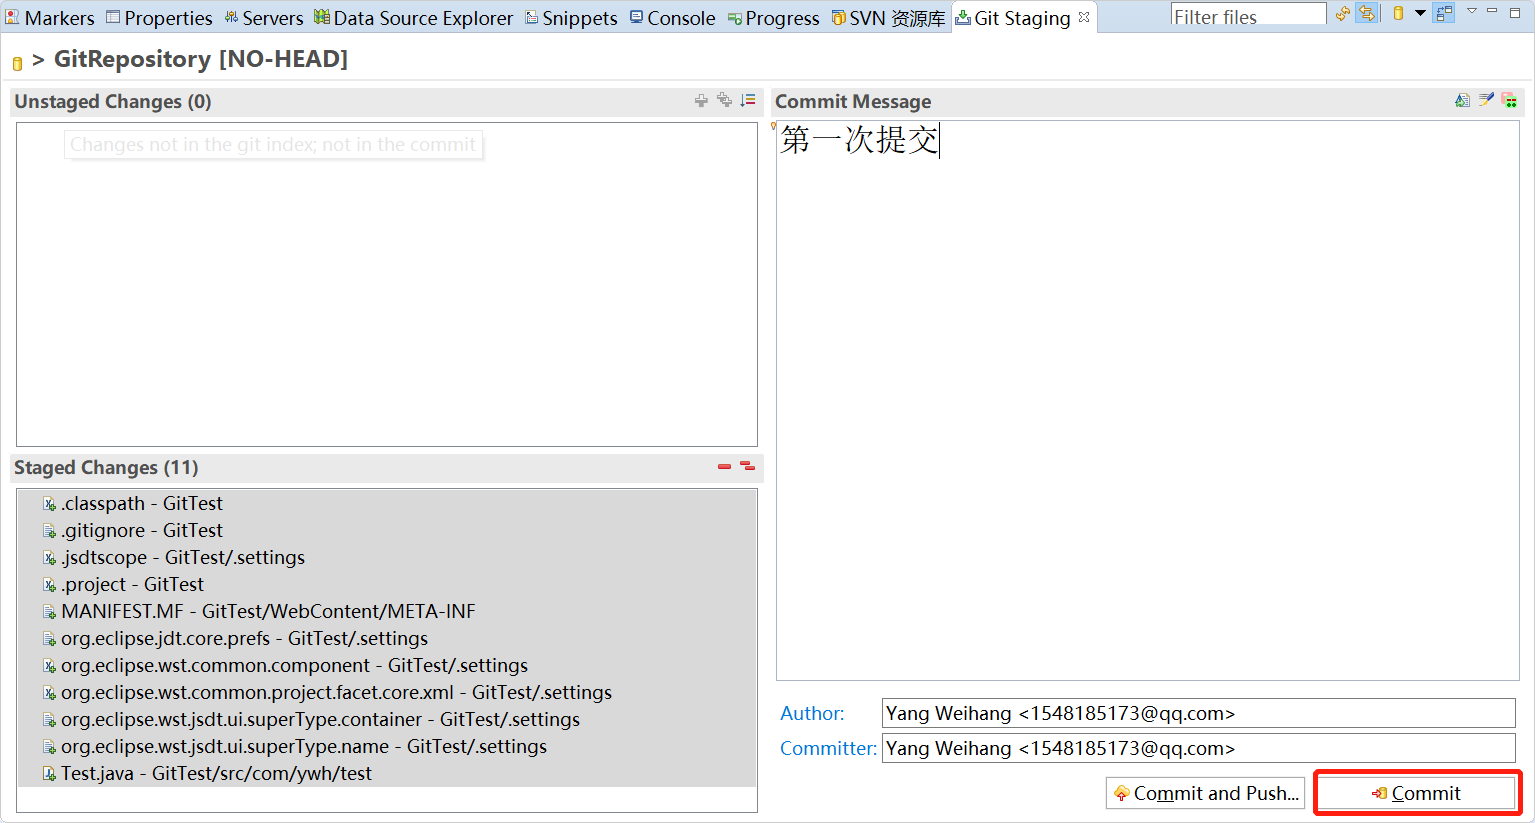 Markers Properties Servers Data Source Explorer Snippets Console Progress SVN 资源库 Git Staging Filter files
> GitRepository [NO-HEAD]
Unstaged Changes (0)
Changes not in the git index; not in the commit
Staged Changes (11)
.classpath - GitTest
.gitignore - GitTest
.jsdtscope - GitTest/.settings
.project - GitTest
MANIFEST.MF - GitTest/WebContent/META-INF
org.eclipse.jdt.core.prefs - GitTest/.settings
org.eclipse.wst.common.component - GitTest/.settings
org.eclipse.wst.common.project.facet.core.xml - GitTest/.settings
org.eclipse.wst.jsdt.ui.superType.container - GitTest/.settings
org.eclipse.wst.jsdt.ui.superType.name - GitTest/.settings
Test.java - GitTest/src/com/ywh/test
Commit Message
第一次提交
Author: Yang Weihang <1548185173@qq.com>
Committer: Yang Weihang <1548185173@qq.com>
Commit and Push... Commit